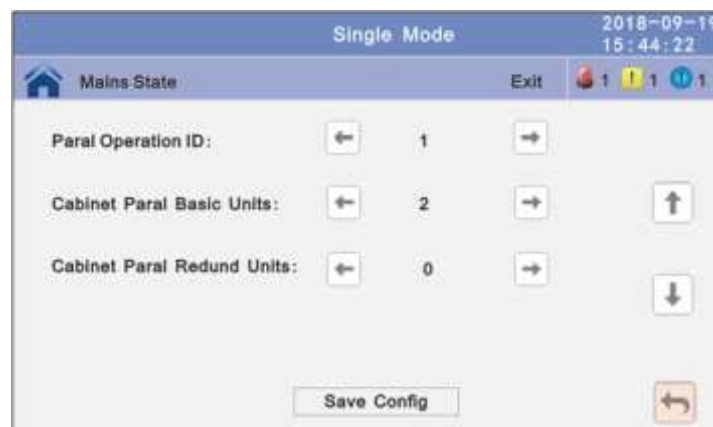 Single Mode
2018-09-19
15:44:22
Mains State Exit 1 1 1
Paral Operation ID: 1
Cabinet Paral Basic Units: 2
Cabinet Paral Redund Units: 0
Save Config